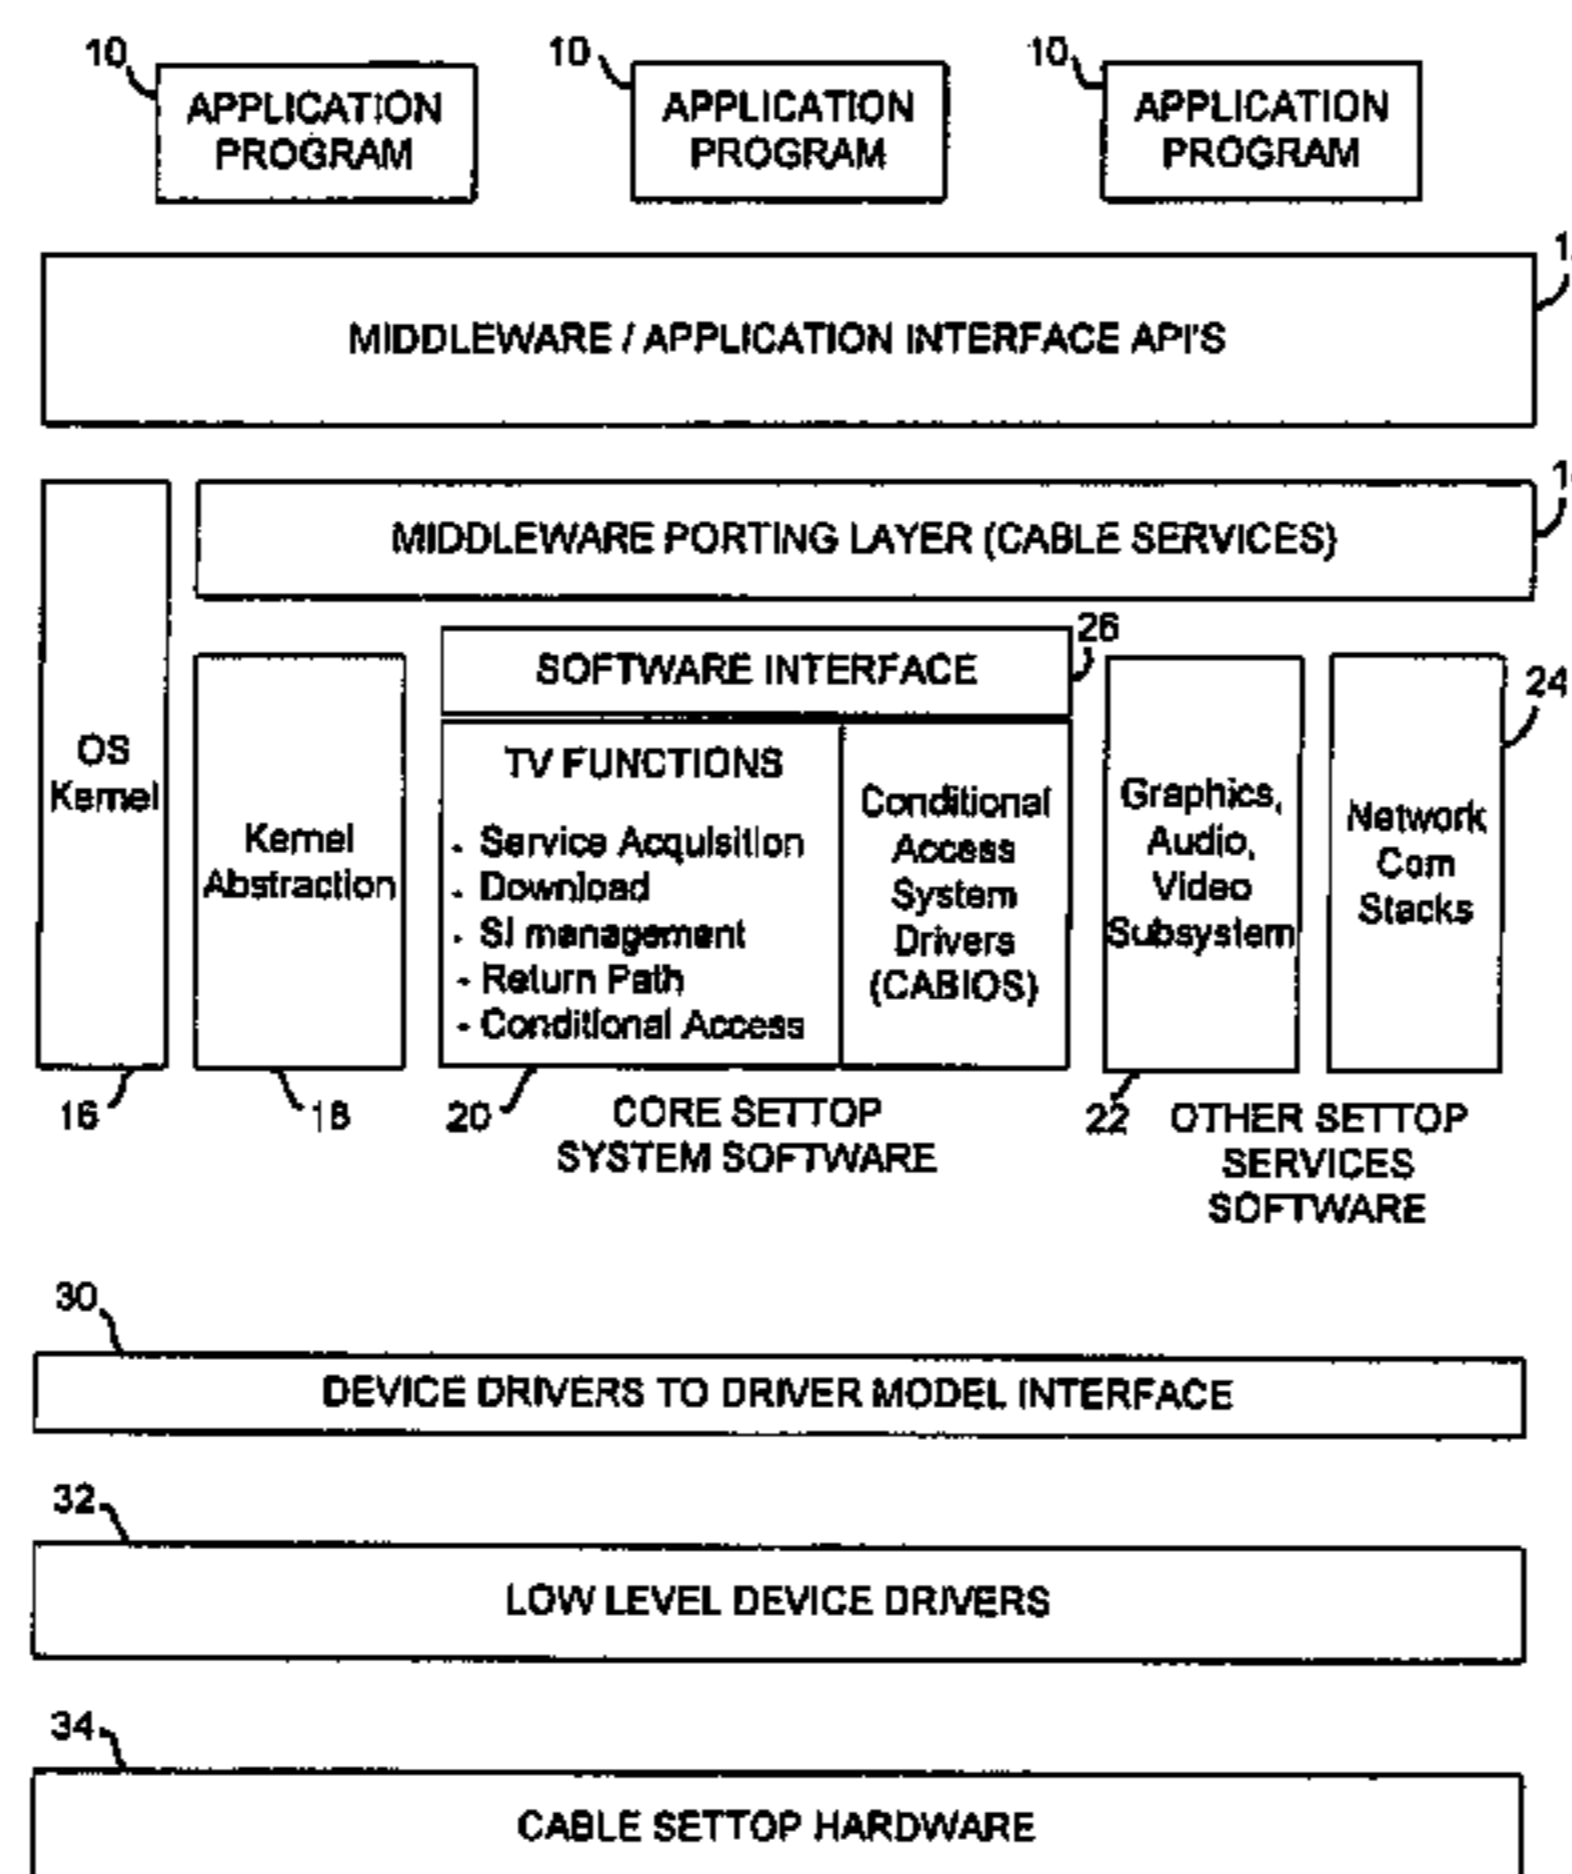 10
10
10
APPLICATION
PROGRAM
APPLICATION
PROGRAM
APPLICATION
PROGRAM
MIDDLEWARE / APPLICATION INTERFACE API'S
MIDDLEWARE PORTING LAYER (CABLE SERVICES)
26
SOFTWARE INTERFACE
24
OS
Kernel
Kernel
Abstraction
TV FUNCTIONS
- Service Acquisition
- Download
- SI management
- Return Path
- Conditional Access
Conditional
Access
System
Drivers
(CABIOS)
Graphics,
Audio,
Video
Subsystem
Network
Com
Stacks
16
18
20
CORE SETTOP
SYSTEM SOFTWARE
22
OTHER SETTOP
SERVICES
SOFTWARE
30
DEVICE DRIVERS TO DRIVER MODEL INTERFACE
32
LOW LEVEL DEVICE DRIVERS
34
CABLE SETTOP HARDWARE